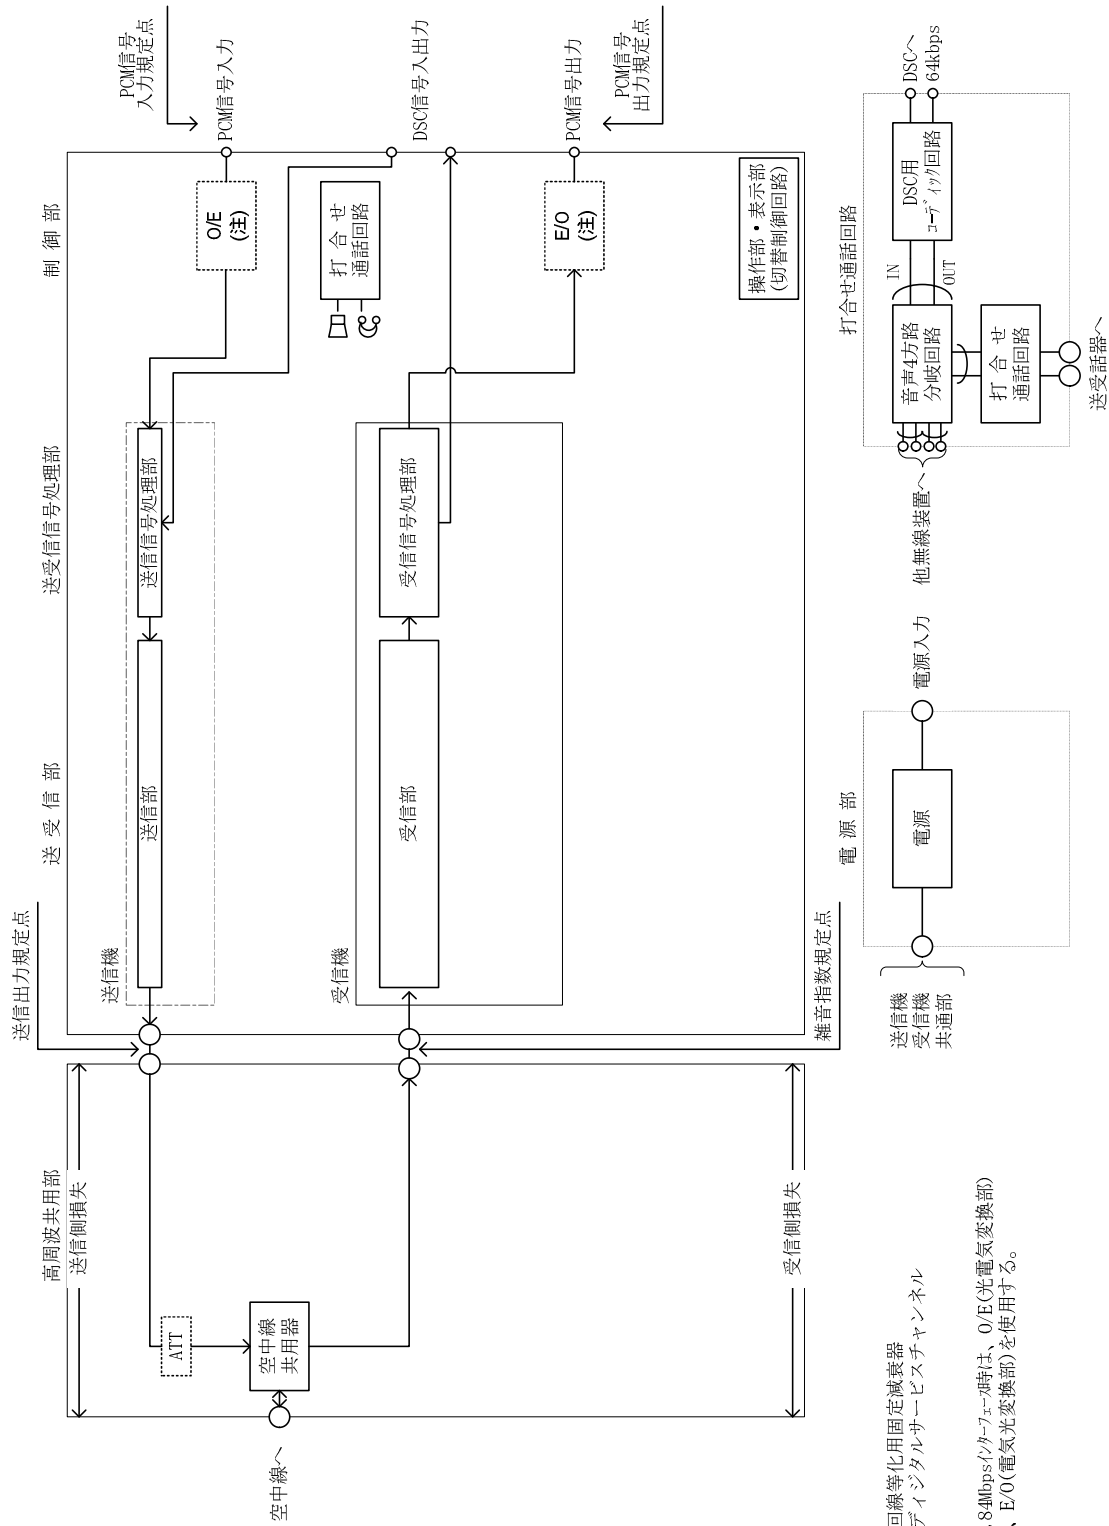 高周波共用部
送信側損失
空中線へ
ATT
空中線
共用器
受信側損失
送信出力規定点
送受信部
送受信信号処理部
制御部
送信機
送信部
送信信号処理部
受信機
受信部
受信信号処理部
雑音指数規定点
O/E
(注)
打合せ
通話回路
E/O
(注)
操作部・表示部
(切替制御回路)
PCM信号
入力規定点
PCM信号入力
DSC信号入出力
PCM信号出力
PCM信号
出力規定点
電源部
送信機
受信機
共通部
電源
電源入力
打合せ通話回路
他無線装置へ
音声4方路
分岐回路
IN
OUT
DSC用
コーディック回路
DSCへ
64kbps
打合せ
通話回路
送受話器へ
回線等化用固定減衰器
ディジタルサービスチャンネル
.84Mbpsインターフェース時は、O/E(光電気変換部)
、E/O(電気光変換部)を使用する。